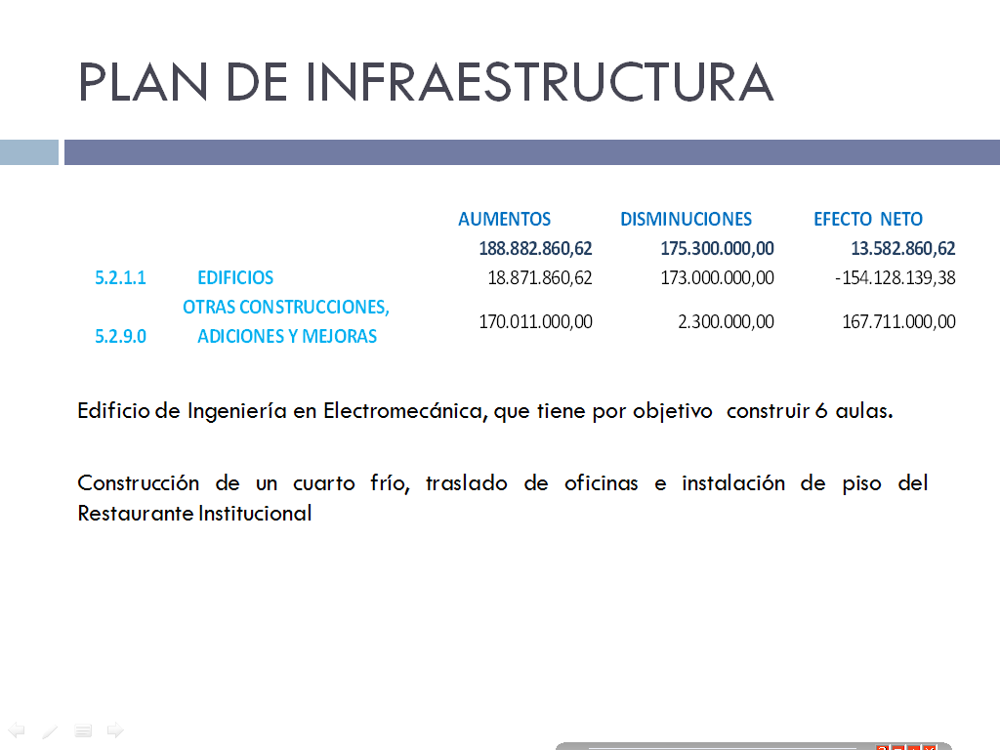 PLAN DE INFRAESTRUCTURA
AUMENTOS DISMINUCIONES EFECTO NETO
188.882.860,62 175.300.000,00 13.582.860,62
5.2.1.1 EDIFICIOS 18.871.860,62 173.000.000,00 -154.128.139,38
OTRAS CONSTRUCCIONES,
5.2.9.0 ADICIONES Y MEJORAS 170.011.000,00 2.300.000,00 167.711.000,00
Edificio de Ingeniería en Electromecánica, que tiene por objetivo construir 6 aulas.
Construcción de un cuarto frío, traslado de oficinas e instalación de piso del
Restaurante Institucional